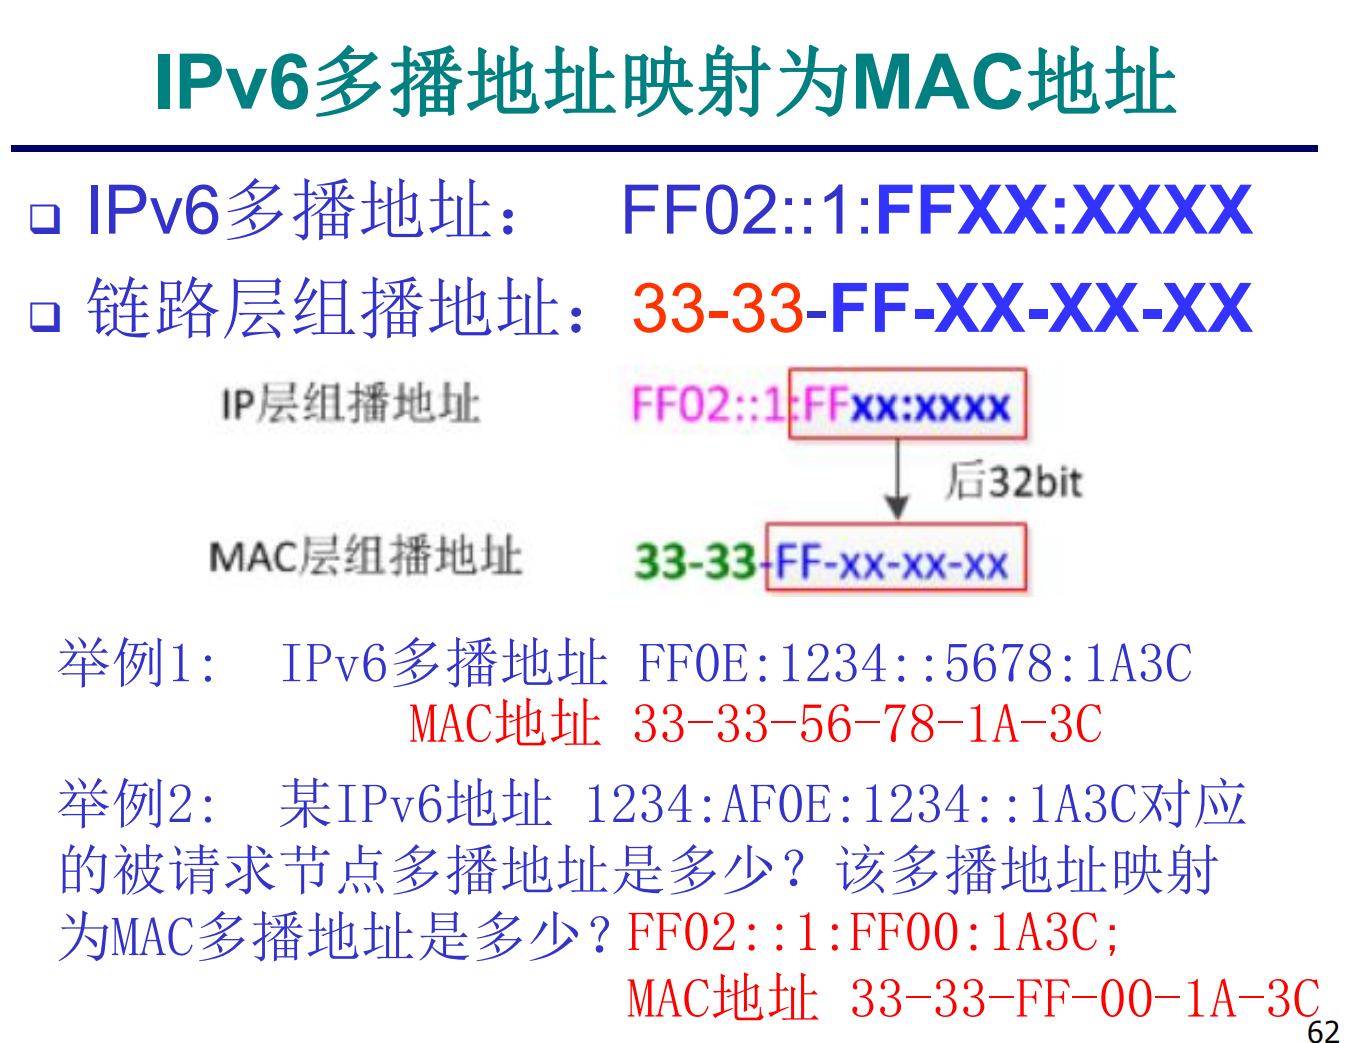 IPv6多播地址映射为MAC地址
IPv6多播地址： FF02::1:FFXX:XXXX
链路层组播地址： 33-33-FF-XX-XX-XX
IP层组播地址 FF02::1:FFxx:xxxx
后32bit
MAC层组播地址 33-33-FF-xx-xx-xx
举例1： IPv6多播地址 FF0E:1234::5678:1A3C
MAC地址 33-33-56-78-1A-3C
举例2： 某IPv6地址 1234:AF0E:1234::1A3C对应
的被请求节点多播地址是多少？该多播地址映射
为MAC多播地址是多少？FF02::1:FF00:1A3C;
MAC地址 33-33-FF-00-1A-3C
62